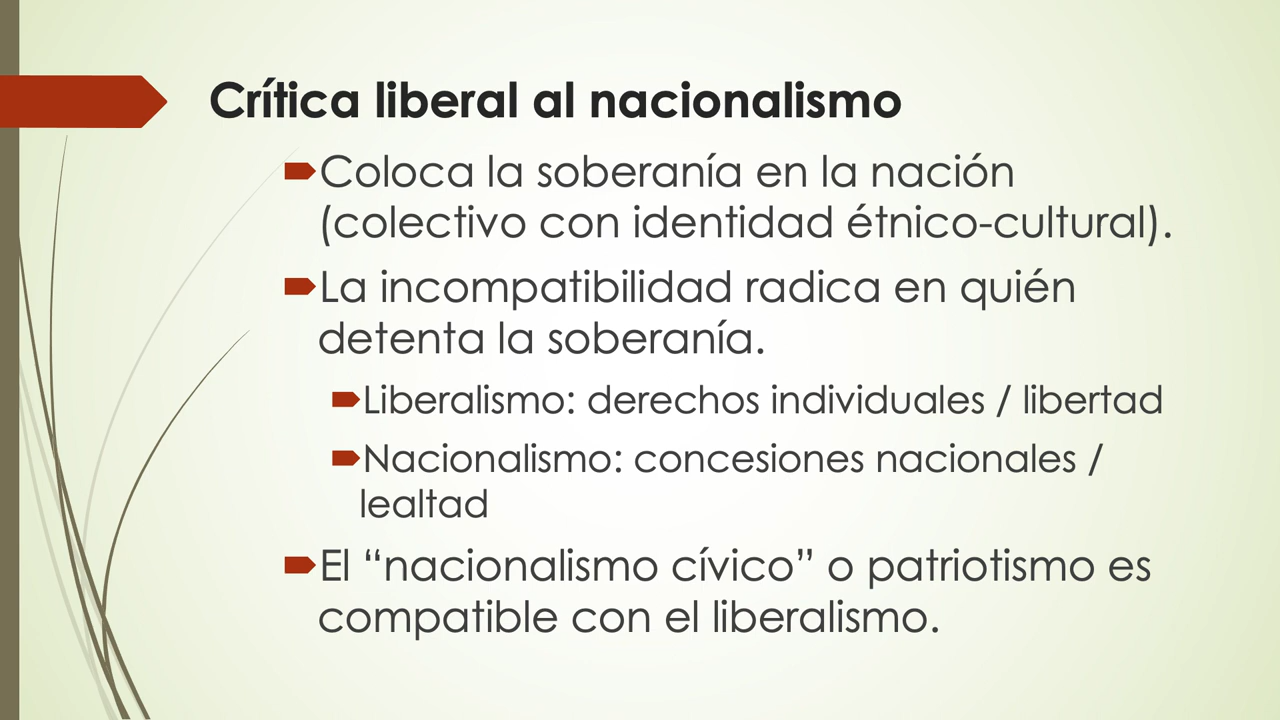 Crítica liberal al nacionalismo
Coloca la soberanía en la nación
(colectivo con identidad étnico-cultural).
La incompatibilidad radica en quién
detenta la soberanía.
Liberalismo: derechos individuales / libertad
Nacionalismo: concesiones nacionales /
lealtad
El “nacionalismo cívico” o patriotismo es
compatible con el liberalismo.